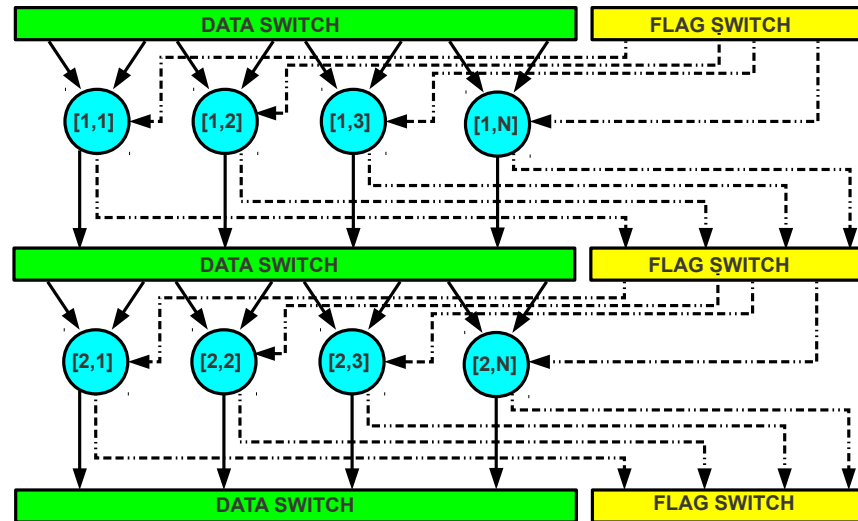 DATA SWITCH
FLAG SWITCH
[1,1]
[1,2]
[1,3]
[1,N]
DATA SWITCH
FLAG SWITCH
[2,1]
[2,2]
[2,3]
[2,N]
DATA SWITCH
FLAG SWITCH